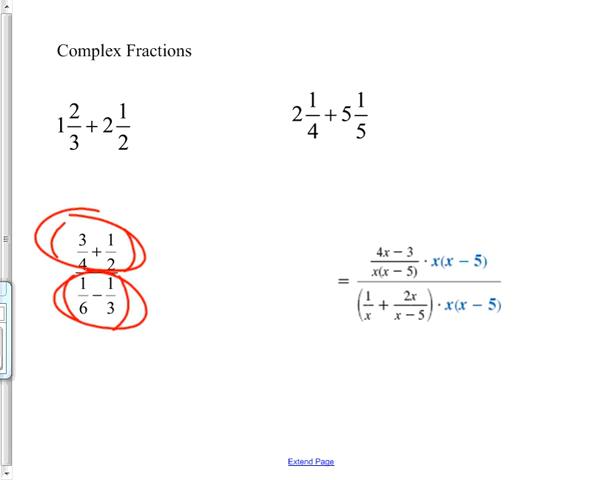 Complex Fractions
1 2/3 + 2 1/2
2 1/4 + 5 1/5
(3/4 + 1/2) / (1/6 − 1/3)
= ((4x − 3)/(x(x − 5)) · x(x − 5)) / ((1/x + 2x/(x − 5)) · x(x − 5))
Extend Page